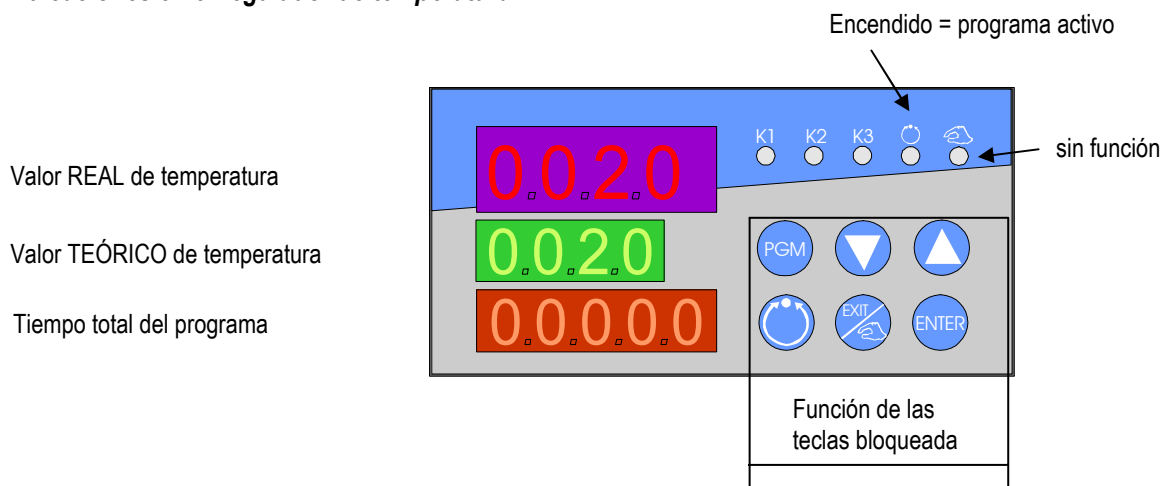 Encendido = programa activo
K1 K2 K3
sin función
Valor REAL de temperatura
0.0.2.0
Valor TEÓRICO de temperatura
0.0.2.0
PGM
Tiempo total del programa
0.0.0.0.0
EXIT
ENTER
Función de las
teclas bloqueada